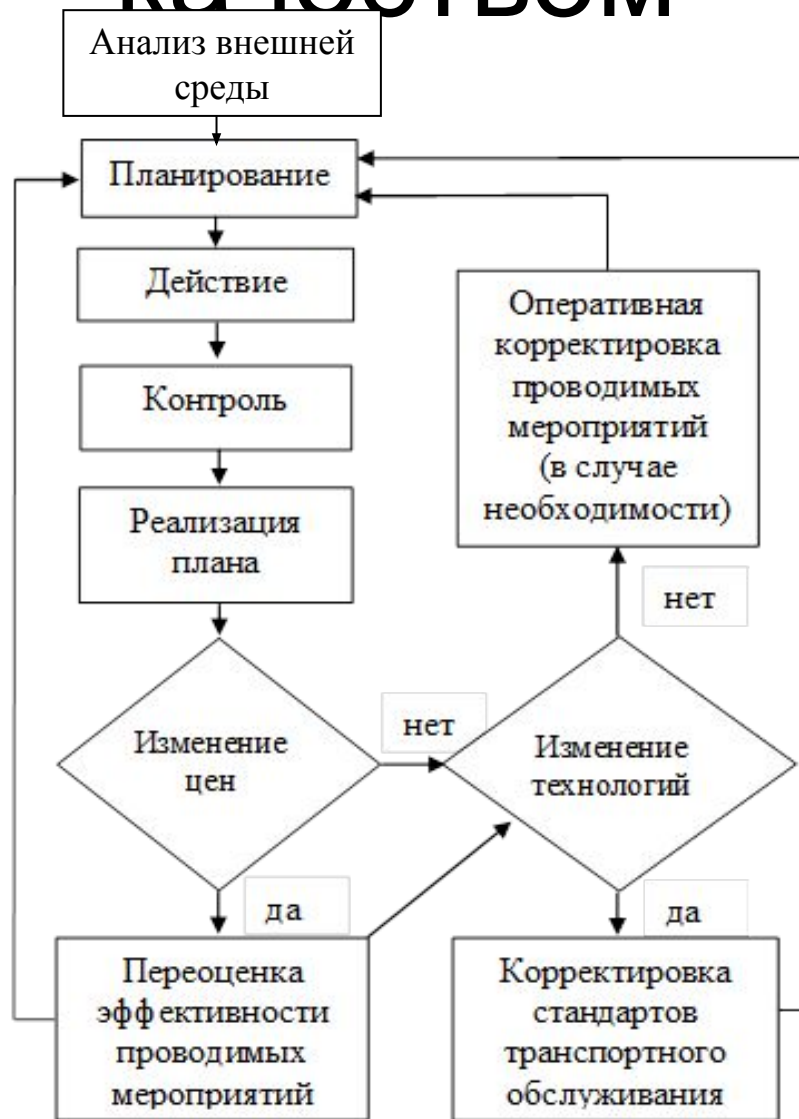 качеством
Анализ внешней
среды
Планирование
Действие
Контроль
Реализация
плана
Оперативная
корректировка
проводимых
мероприятий
(в случае
необходимости)
нет
Изменение
цен
нет
Изменение
технологий
да
да
Переоценка
эффективности
проводимых
мероприятий
Корректировка
стандартов
транспортного
обслуживания